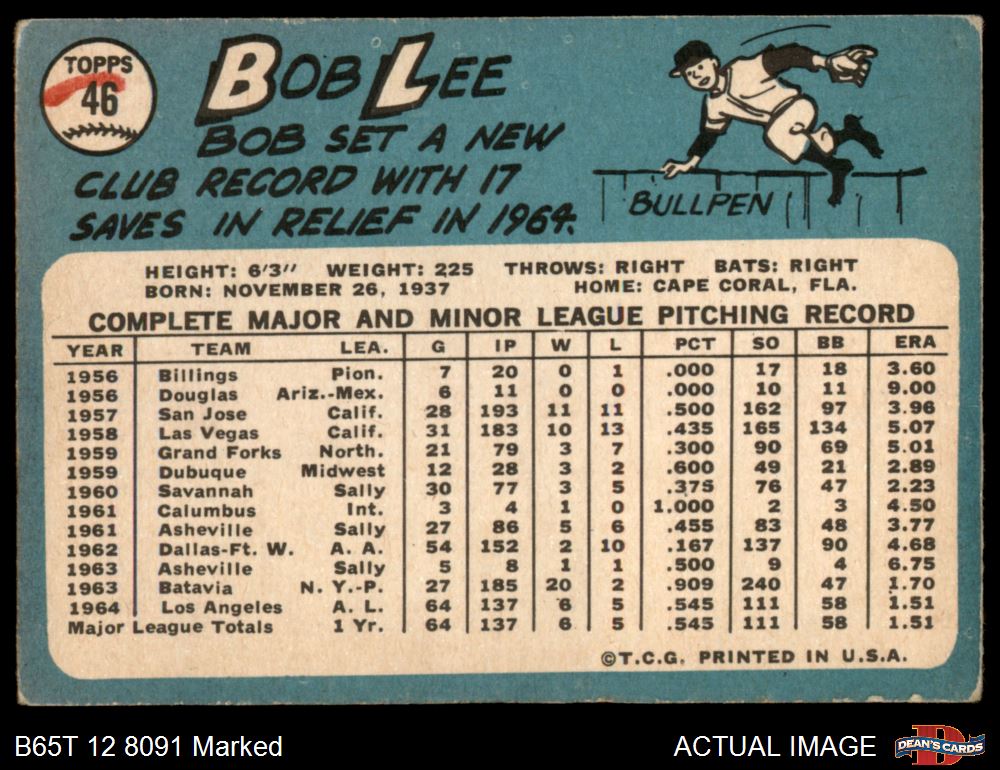 TOPPS
46
BOB LEE
BOB SET A NEW
CLUB RECORD WITH 17
SAVES IN RELIEF IN 1964.
BULLPEN
HEIGHT: 6'3" WEIGHT: 225 THROWS: RIGHT BATS: RIGHT
BORN: NOVEMBER 26, 1937 HOME: CAPE CORAL, FLA.
COMPLETE MAJOR AND MINOR LEAGUE PITCHING RECORD
YEAR TEAM LEA. G IP W L PCT SO BB ERA
1956 Billings Pion. 7 20 0 1 .000 17 18 3.60
1956 Douglas Ariz.-Mex. 6 11 0 0 .000 10 11 9.00
1957 San Jose Calif. 28 193 11 11 .500 162 97 3.96
1958 Las Vegas Calif. 31 183 10 13 .435 165 134 5.07
1959 Grand Forks North. 21 79 3 7 .300 90 69 5.01
1959 Dubuque Midwest 12 28 3 2 .600 49 21 2.89
1960 Savannah Sally 30 77 3 5 .375 76 47 2.23
1961 Calumbus Int. 3 4 1 0 1.000 2 3 4.50
1961 Asheville Sally 27 86 5 6 .455 83 48 3.77
1962 Dallas-Ft. W. A. A. 54 152 2 10 .167 137 90 4.68
1963 Asheville Sally 5 8 1 1 .500 9 4 6.75
1963 Batavia N. Y.-P. 27 185 20 2 .909 240 47 1.70
1964 Los Angeles A. L. 64 137 6 5 .545 111 58 1.51
Major League Totals 1 Yr. 64 137 6 5 .545 111 58 1.51
©T.C.G. PRINTED IN U.S.A.
B65T 12 8091 Marked
ACTUAL IMAGE
DEAN'S CARDS